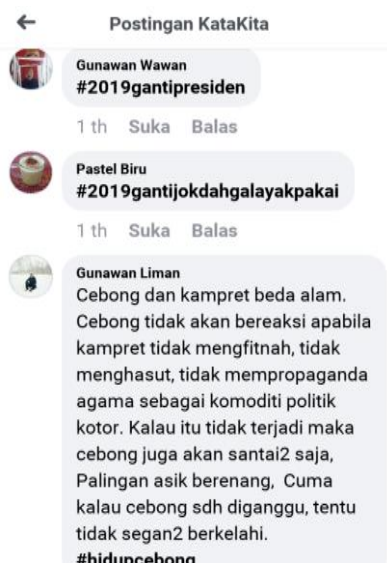 Postingan KataKita
Gunawan Wawan
#2019gantipresiden
1 th Suka Balas
Pastel Biru
#2019gantijokdahgalayakpakai
1 th Suka Balas
Gunawan Liman
Cebong dan kampret beda alam.
Cebong tidak akan bereaksi apabila
kampret tidak mengfitnah, tidak
menghasut, tidak mempropaganda
agama sebagai komoditi politik
kotor. Kalau itu tidak terjadi maka
cebong juga akan santai2 saja,
Palingan asik berenang, Cuma
kalau cebong sdh diganggu, tentu
tidak segan2 berkelahi.
#hidupcebong